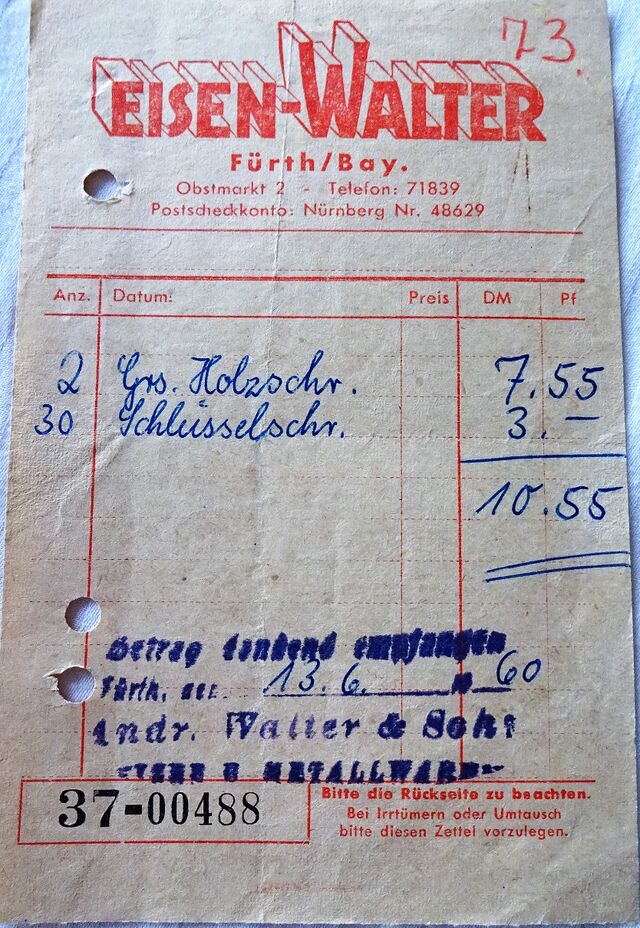 73.
EISEN-WALTER
Fürth/Bay.
Obstmarkt 2 - Telefon: 71839
Postscheckkonto: Nürnberg Nr. 48629
Anz. Datum: Preis DM Pf
2 Grs. Holzschr. 7.55
30 Schlüsselschr. 3.—
10.55
Betrag dankend empfangen
Fürth, den 13.6. 60
Andr. Walter & Sohn
37-00488
Bitte die Rückseite zu beachten.
Bei Irrtümern oder Umtausch
bitte diesen Zettel vorzulegen.